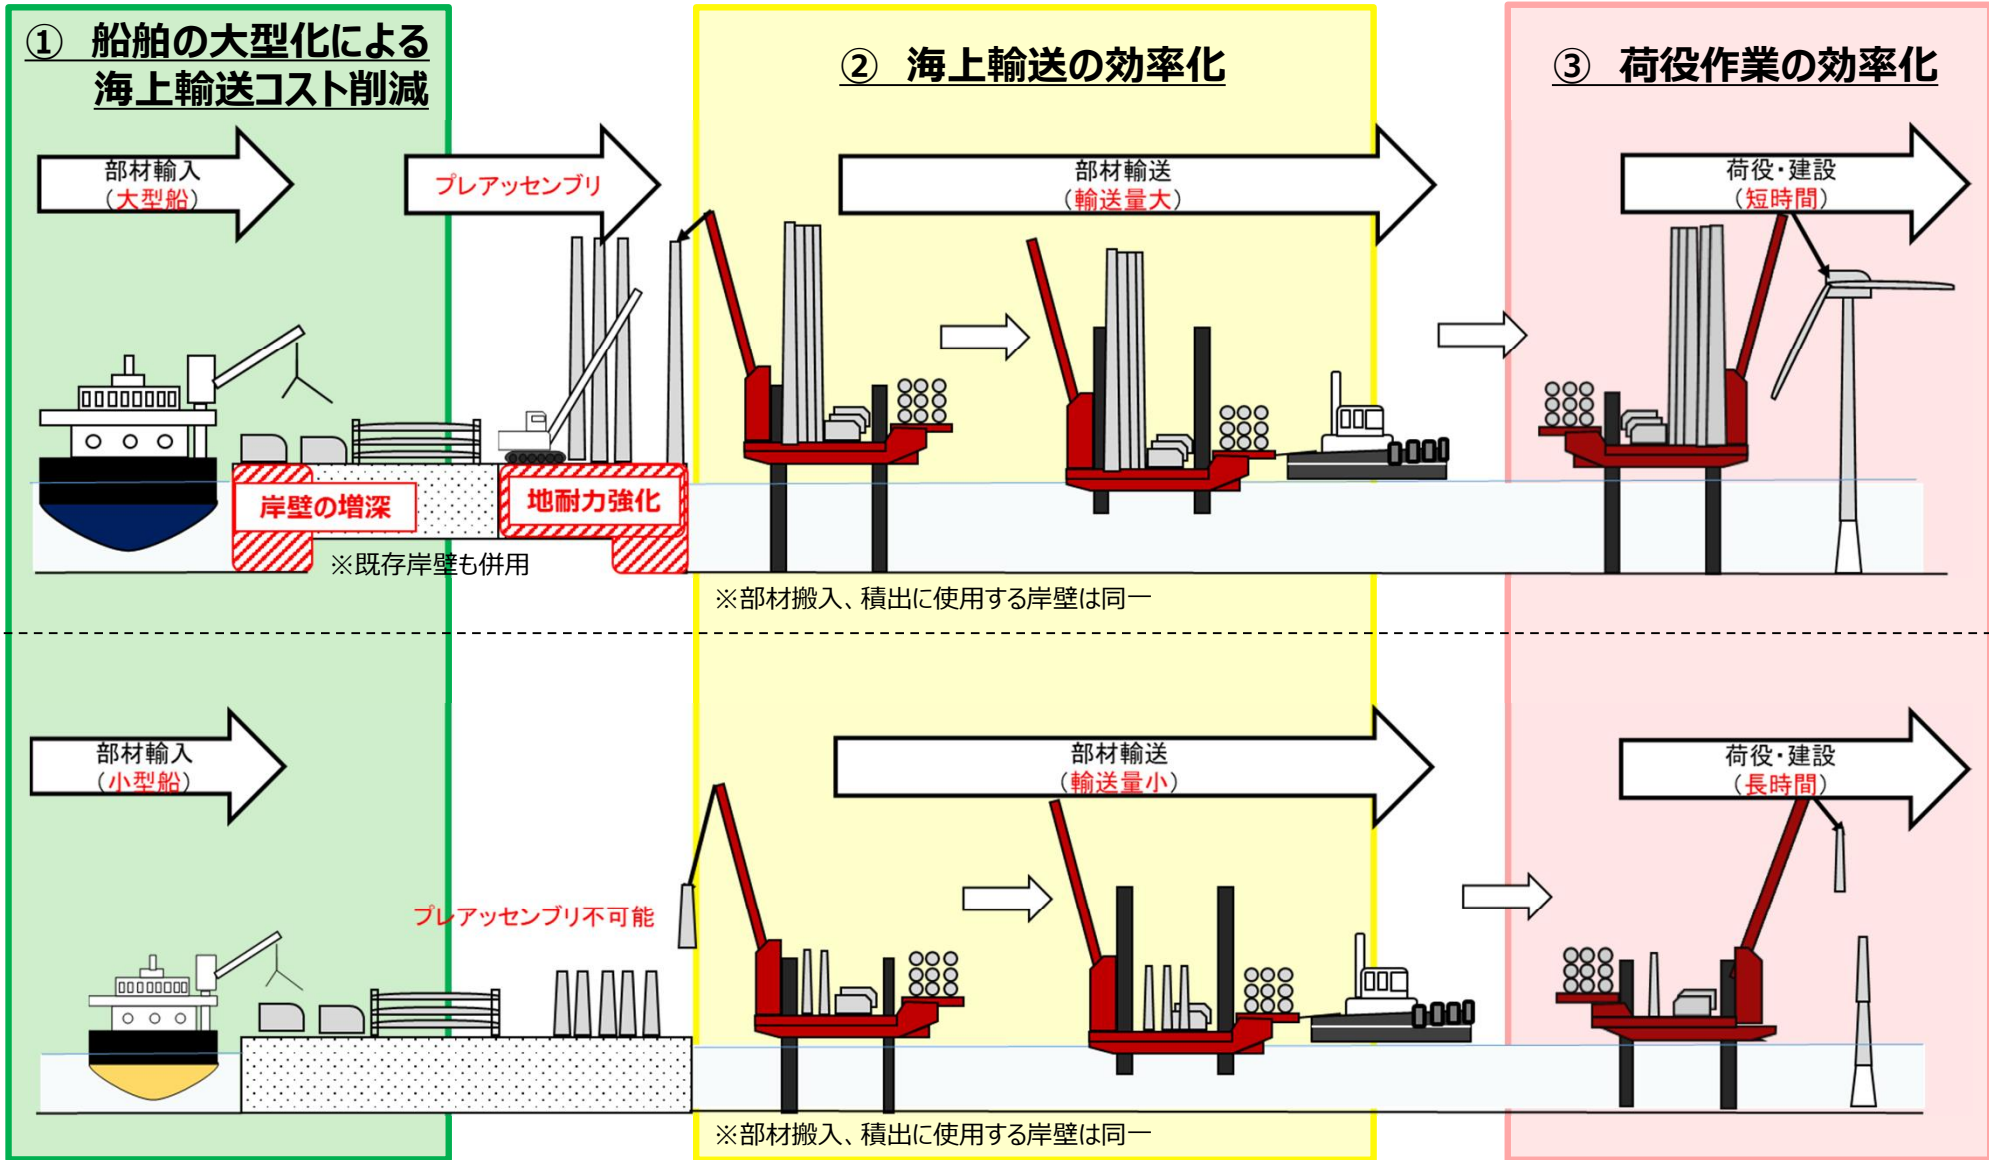 ① 船舶の大型化による
海上輸送コスト削減
② 海上輸送の効率化
③ 荷役作業の効率化
部材輸入
（大型船）
プレアッセンブリ
部材輸送
（輸送量大）
荷役・建設
（短時間）
岸壁の増深
地耐力強化
※既存岸壁も併用
※部材搬入、積出に使用する岸壁は同一
部材輸入
（小型船）
部材輸送
（輸送量小）
荷役・建設
（長時間）
プレアッセンブリ不可能
※部材搬入、積出に使用する岸壁は同一